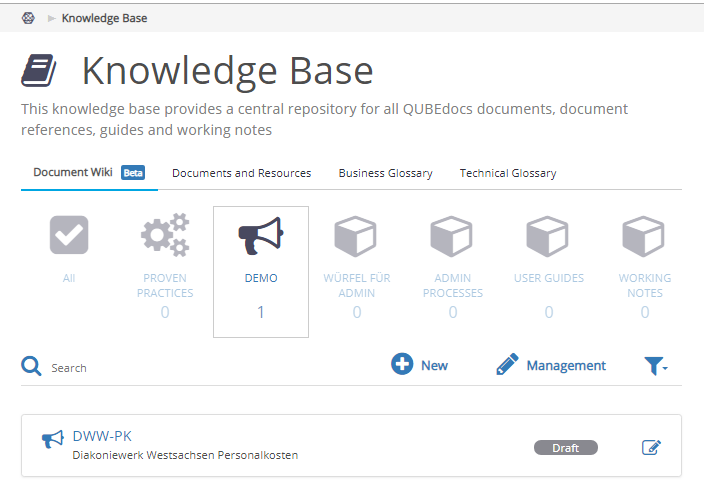 Knowledge Base
Knowledge Base
This knowledge base provides a central repository for all QUBEdocs documents, document
references, guides and working notes
Document Wiki Beta Documents and Resources Business Glossary Technical Glossary
All
PROVEN
PRACTICES
0
DEMO
1
WÜRFEL FÜR
ADMIN
0
ADMIN
PROCESSES
0
USER GUIDES
0
WORKING
NOTES
0
Search New Management
DWW-PK
Diakoniewerk Westsachsen Personalkosten
Draft